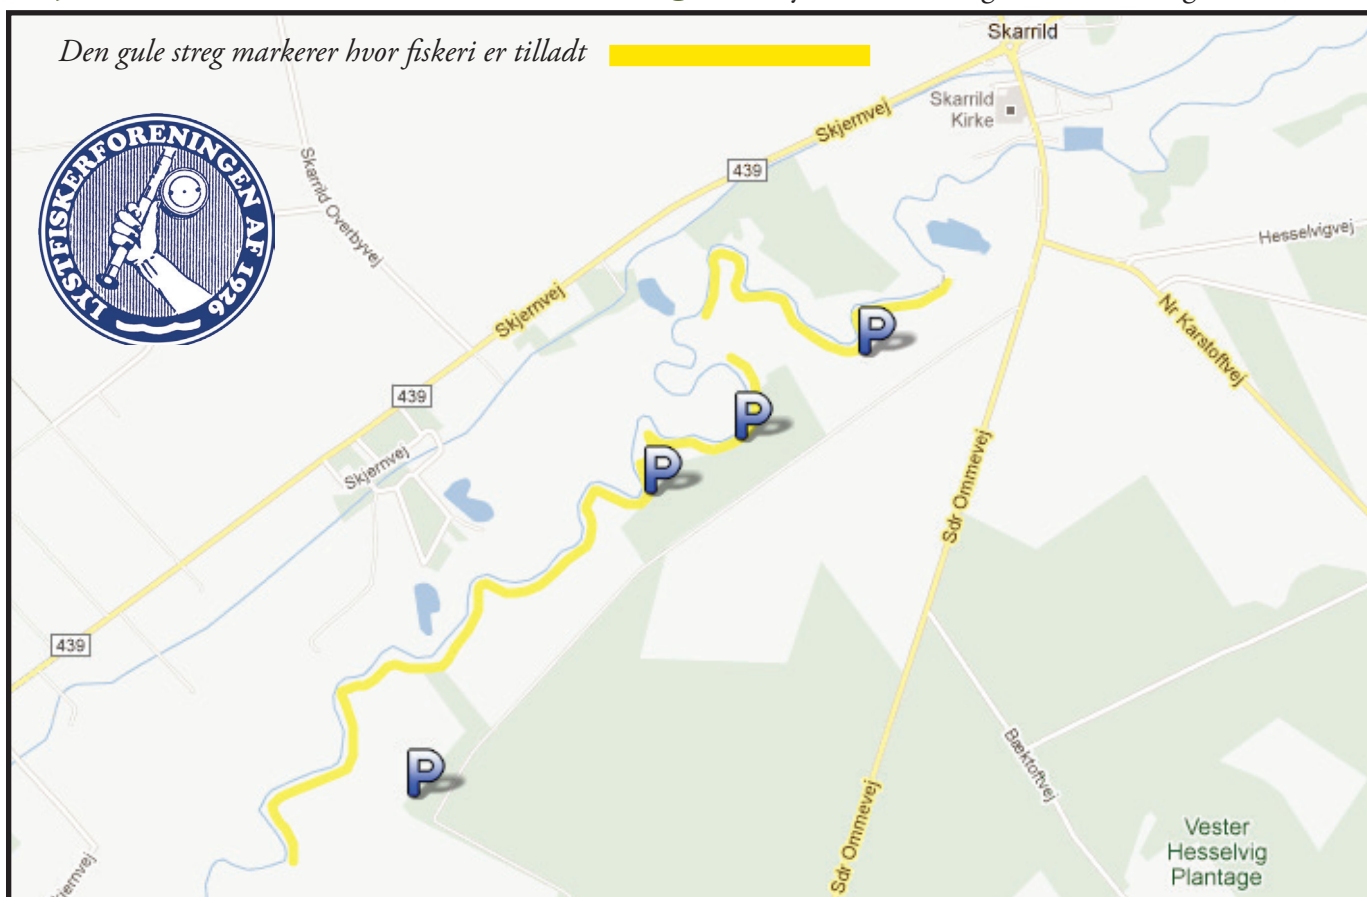 Den gule streg markerer hvor fiskeri er tilladt
LYSTFISKERFORENINGEN AF 1926
Skarrild
Skarrild
Kirke
Skjernvej
439
Skarrild Overbyvej
Hesselvigvej
Skjernvej
Nr Karstoftvej
P
439
P
Sdr Ommevej
Skjernvej
P
439
P
Bæktoftvej
Sdr Ommevej
Vester
Hesselvig
Plantage